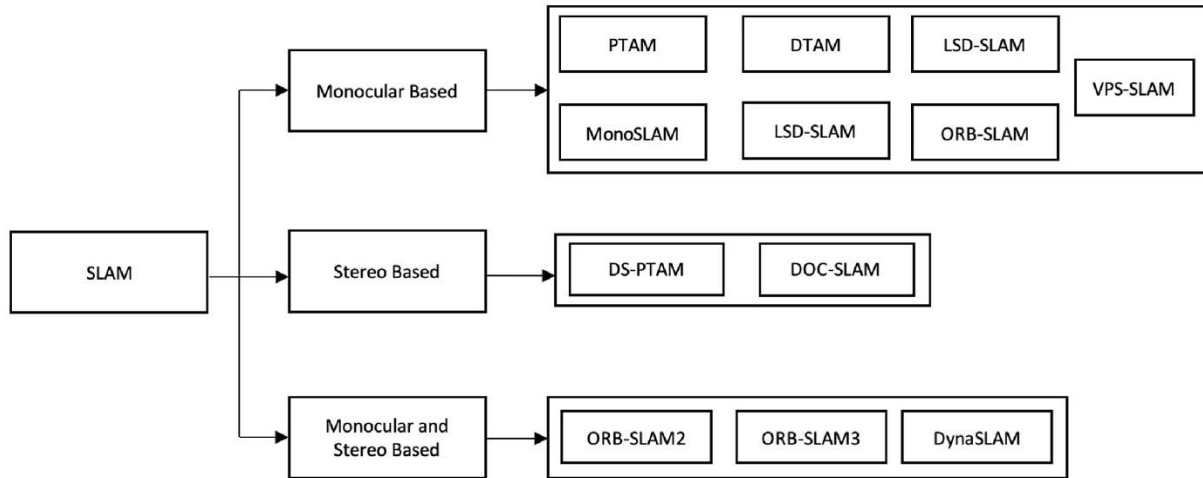 PTAM
DTAM
LSD-SLAM
VPS-SLAM
Monocular Based
MonoSLAM
LSD-SLAM
ORB-SLAM
SLAM
Stereo Based
DS-PTAM
DOC-SLAM
Monocular and
Stereo Based
ORB-SLAM2
ORB-SLAM3
DynaSLAM